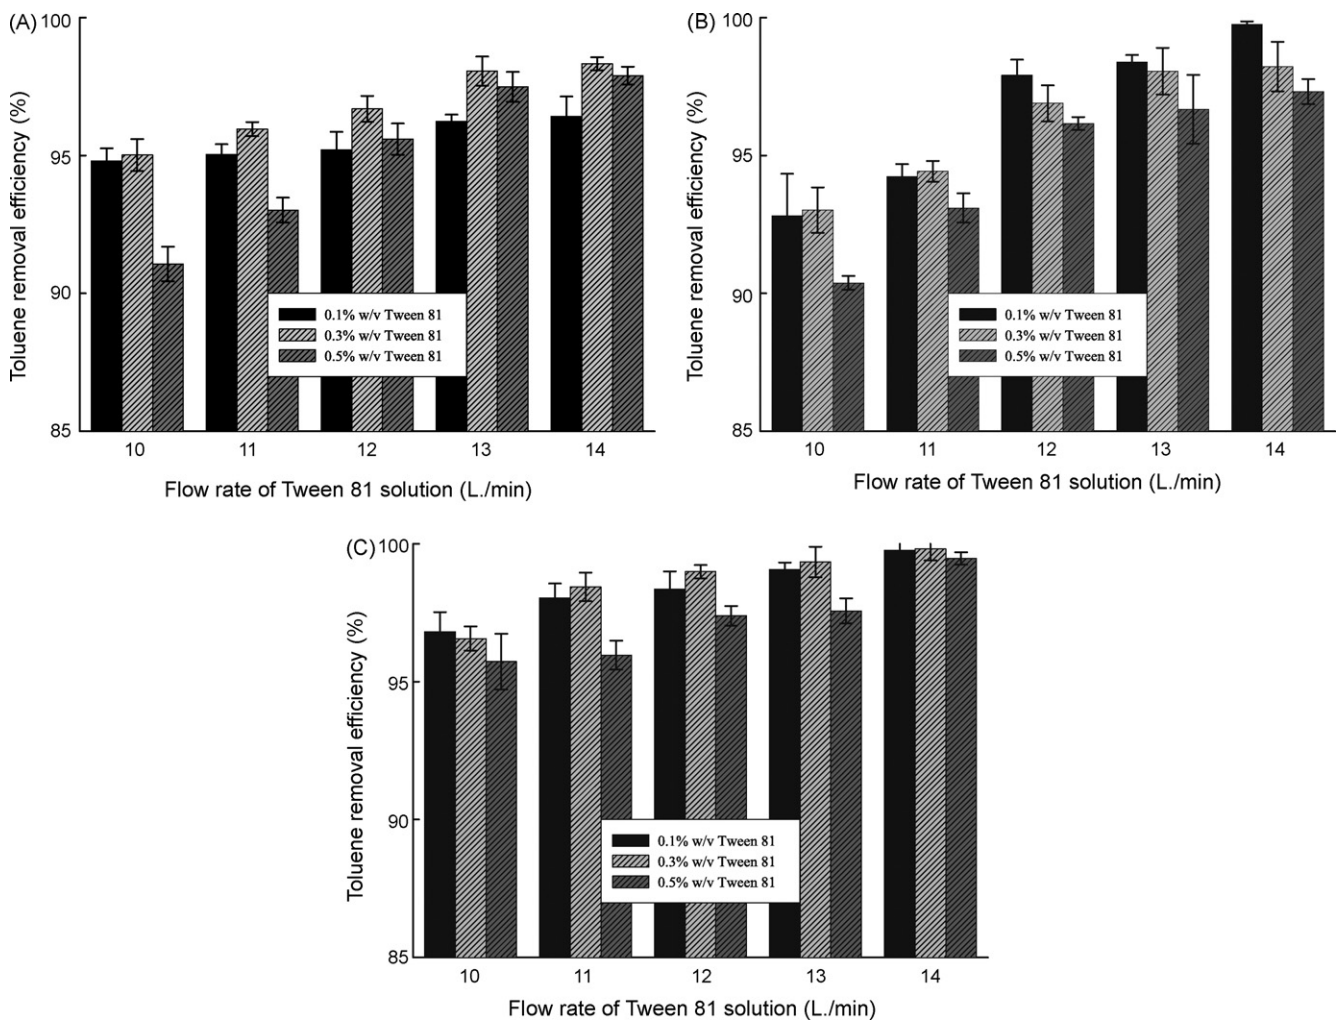 (A)
100
95
90
85
Toluene removal efficiency (%)
0.1% w/v Tween 81
0.3% w/v Tween 81
0.5% w/v Tween 81
10 11 12 13 14
Flow rate of Tween 81 solution (L./min)
(B)
100
95
90
85
Toluene removal efficiency (%)
0.1% w/v Tween 81
0.3% w/v Tween 81
0.5% w/v Tween 81
10 11 12 13 14
Flow rate of Tween 81 solution (L./min)
(C)
100
95
90
85
Toluene removal efficiency (%)
0.1% w/v Tween 81
0.3% w/v Tween 81
0.5% w/v Tween 81
10 11 12 13 14
Flow rate of Tween 81 solution (L./min)